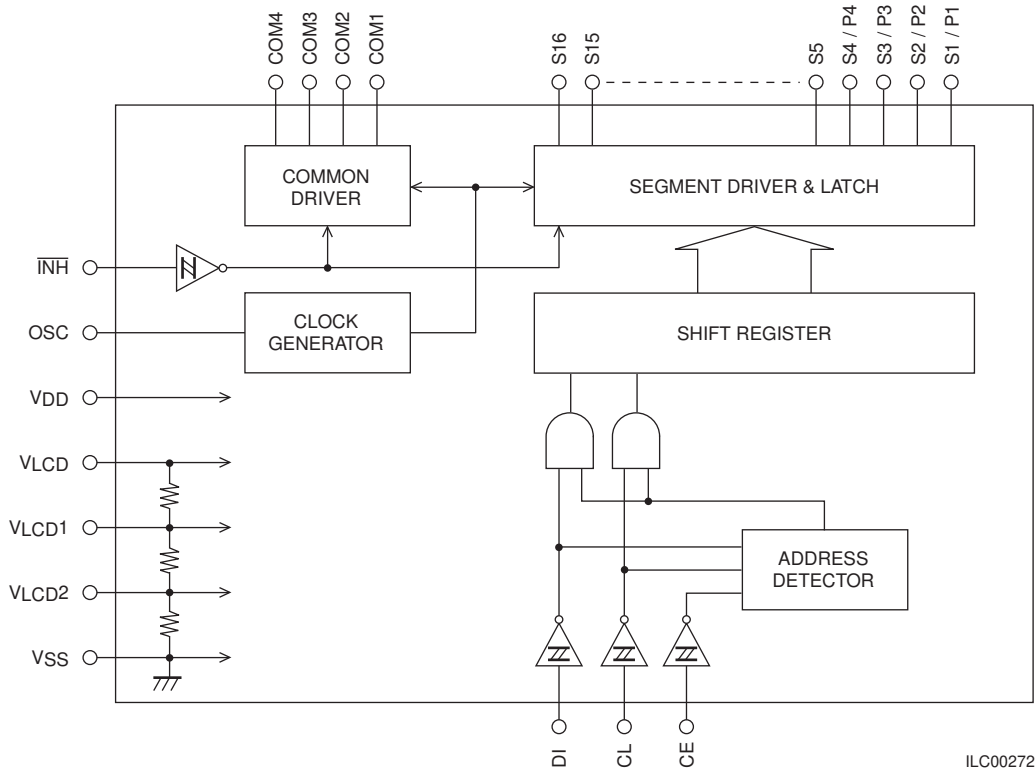 COM4
COM3
COM2
COM1
S16
S15
S5
S4 / P4
S3 / P3
S2 / P2
S1 / P1
COMMON
DRIVER
SEGMENT DRIVER & LATCH
INH
OSC
CLOCK
GENERATOR
SHIFT REGISTER
VDD
VLCD
VLCD1
VLCD2
VSS
ADDRESS
DETECTOR
DI
CL
CE
ILC00272